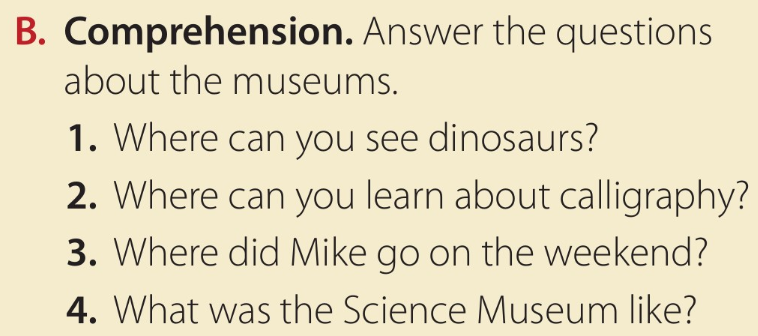 B. Comprehension. Answer the questions
about the museums.
1. Where can you see dinosaurs?
2. Where can you learn about calligraphy?
3. Where did Mike go on the weekend?
4. What was the Science Museum like?